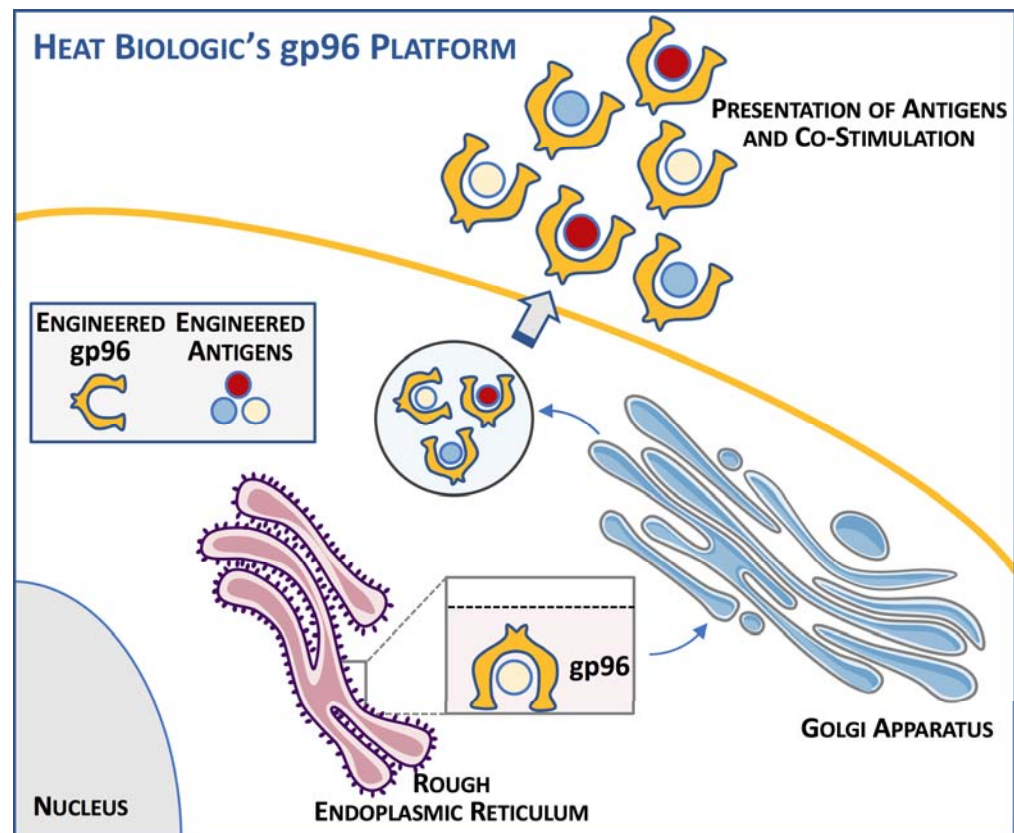 HEAT BIOLOGIC'S gp96 PLATFORM
PRESENTATION OF ANTIGENS
AND CO-STIMULATION
ENGINEERED
gp96
ENGINEERED
ANTIGENS
gp96
GOLGI APPARATUS
ROUGH
ENDOPLASMIC RETICULUM
NUCLEUS